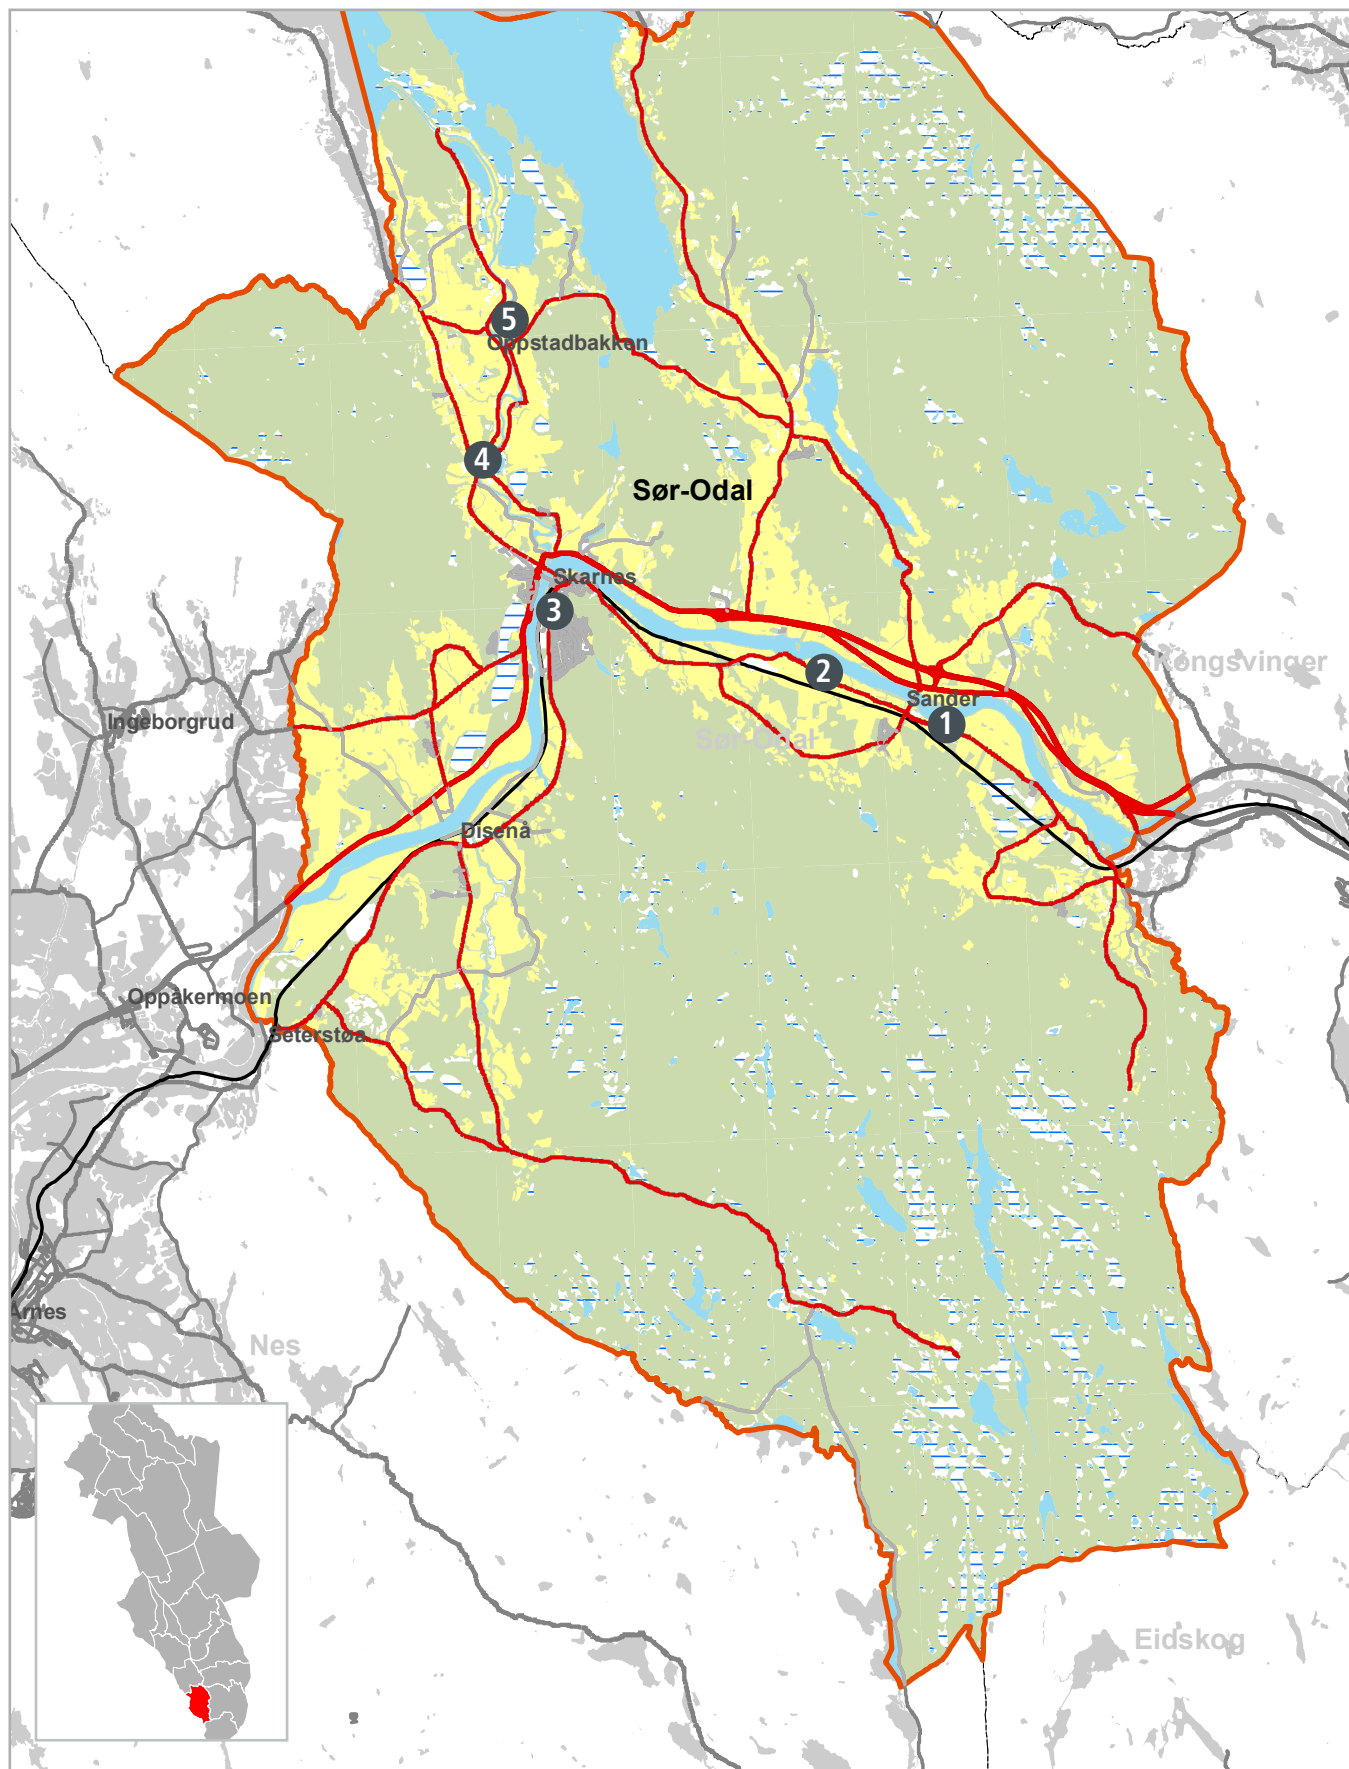 5
Oppstadbakken
4
Sør-Odal
Skarnes
3
Kongsvinger
2
Sander
1
Ingeborgrud
Sør-Odal
Disenå
Oppåkermoen
Seterstøa
Årnes
Nes
Eidskog